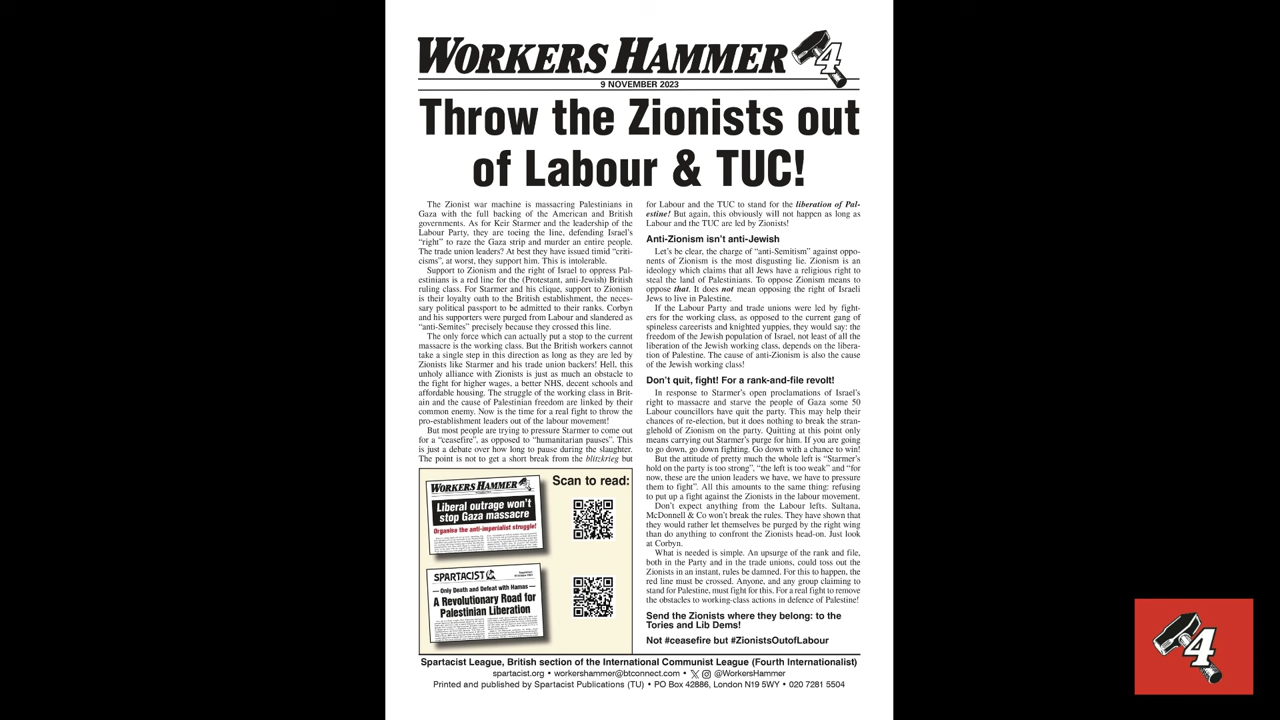 WORKERS HAMMER
4
9 NOVEMBER 2023
Throw the Zionists out
of Labour & TUC!
The Zionist war machine is massacring Palestinians in
Gaza with the full backing of the American and British
governments. As for Keir Starmer and the leadership of the
Labour Party, they are toeing the line, defending Israel's
"right" to raze the Gaza strip and murder an entire people.
The trade union leaders? At best they have issued timid "criti-
cisms", at worst, they support him. This is intolerable.
Support to Zionism and the right of Israel to oppress Pal-
estinians is a red line for the (Protestant, anti-Jewish) British
ruling class. For Starmer and his clique, support to Zionism
is their loyalty oath to the British establishment, the neces-
sary political passport to be admitted to their ranks. Corbyn
and his supporters were purged from Labour and slandered as
"anti-Semites" precisely because they crossed this line.
The only force which can actually put a stop to the current
massacre is the working class. But the British workers cannot
take a single step in this direction as long as they are led by
Zionists like Starmer and his trade union backers! Hell, this
unholy alliance with Zionists is just as much an obstacle to
the fight for higher wages, a better NHS, decent schools and
affordable housing. The struggle of the working class in Brit-
ain and the cause of Palestinian freedom are linked by their
common enemy. Now is the time for a real fight to throw the
pro-establishment leaders out of the labour movement!
But most people are trying to pressure Starmer to come out
for a "ceasefire", as opposed to "humanitarian pauses". This
is just a debate over how long to pause during the slaughter.
The point is not to get a short break from the blitzkrieg but
for Labour and the TUC to stand for the liberation of Pal-
estine! But again, this obviously will not happen as long as
Labour and the TUC are led by Zionists!
Anti-Zionism isn't anti-Jewish
Let's be clear, the charge of "anti-Semitism" against oppo-
nents of Zionism is the most disgusting lie. Zionism is an
ideology which claims that all Jews have a religious right to
steal the land of Palestinians. To oppose Zionism means to
oppose that. It does not mean opposing the right of Israeli
Jews to live in Palestine.
If the Labour Party and trade unions were led by fight-
ers for the working class, as opposed to the current gang of
spineless careerists and knighted yuppies, they would say: the
freedom of the Jewish population of Israel, not least of all the
liberation of the Jewish working class, depends on the libera-
tion of Palestine. The cause of anti-Zionism is also the cause
of the Jewish working class!
Don't quit, fight! For a rank-and-file revolt!
In response to Starmer's open proclamations of Israel's
right to massacre and starve the people of Gaza some 50
Labour councillors have quit the party. This may help their
chances of re-election, but it does nothing to break the stran-
glehold of Zionism on the party. Quitting at this point only
means carrying out Starmer's purge for him. If you are going
to go down, go down fighting. Go down with a chance to win!
But the attitude of pretty much the whole left is "Starmer's
hold on the party is too strong", "the left is too weak" and "for
now, these are the union leaders we have, we have to pressure
them to fight". All this amounts to the same thing: refusing
to put up a fight against the Zionists in the labour movement.
Don't expect anything from the Labour lefts. Sultana,
McDonnell & Co won't break the rules. They have shown that
they would rather let themselves be purged by the right wing
than do anything to confront the Zionists head-on. Just look
at Corbyn.
What is needed is simple. An upsurge of the rank and file,
both in the Party and in the trade unions, could toss out the
Zionists in an instant, rules be damned. For this to happen, the
red line must be crossed. Anyone, and any group claiming to
stand for Palestine, must fight for this. For a real fight to remove
the obstacles to working-class actions in defence of Palestine!
Send the Zionists where they belong: to the
Tories and Lib Dems!
Not #ceasefire but #ZionistsOutofLabour
Scan to read:
WORKERS HAMMER
Liberal outrage won't
stop Gaza massacre
Organise the anti-imperialist struggle!
SPARTACIST
Only Death and Defeat with Hamas
A Revolutionary Road for
Palestinian Liberation
Spartacist League, British section of the International Communist League (Fourth Internationalist)
spartacist.org • workershammer@btconnect.com • X @WorkersHammer
Printed and published by Spartacist Publications (TU) • PO Box 42886, London N19 5WY • 020 7281 5504
4